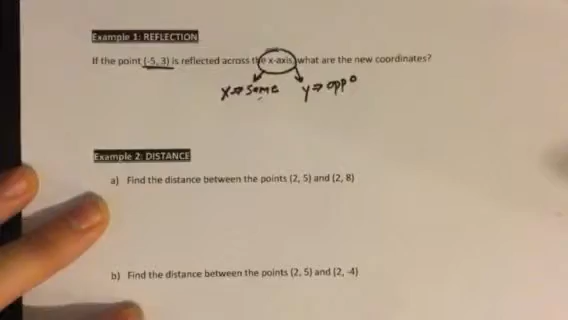 Example 1: REFLECTION
If the point (-5, 3) is reflected across the x-axis, what are the new coordinates?
x⇒same y⇒oppo
Example 2: DISTANCE
a) Find the distance between the points (2, 5) and (2, 8)
b) Find the distance between the points (2, 5) and (2, -4)